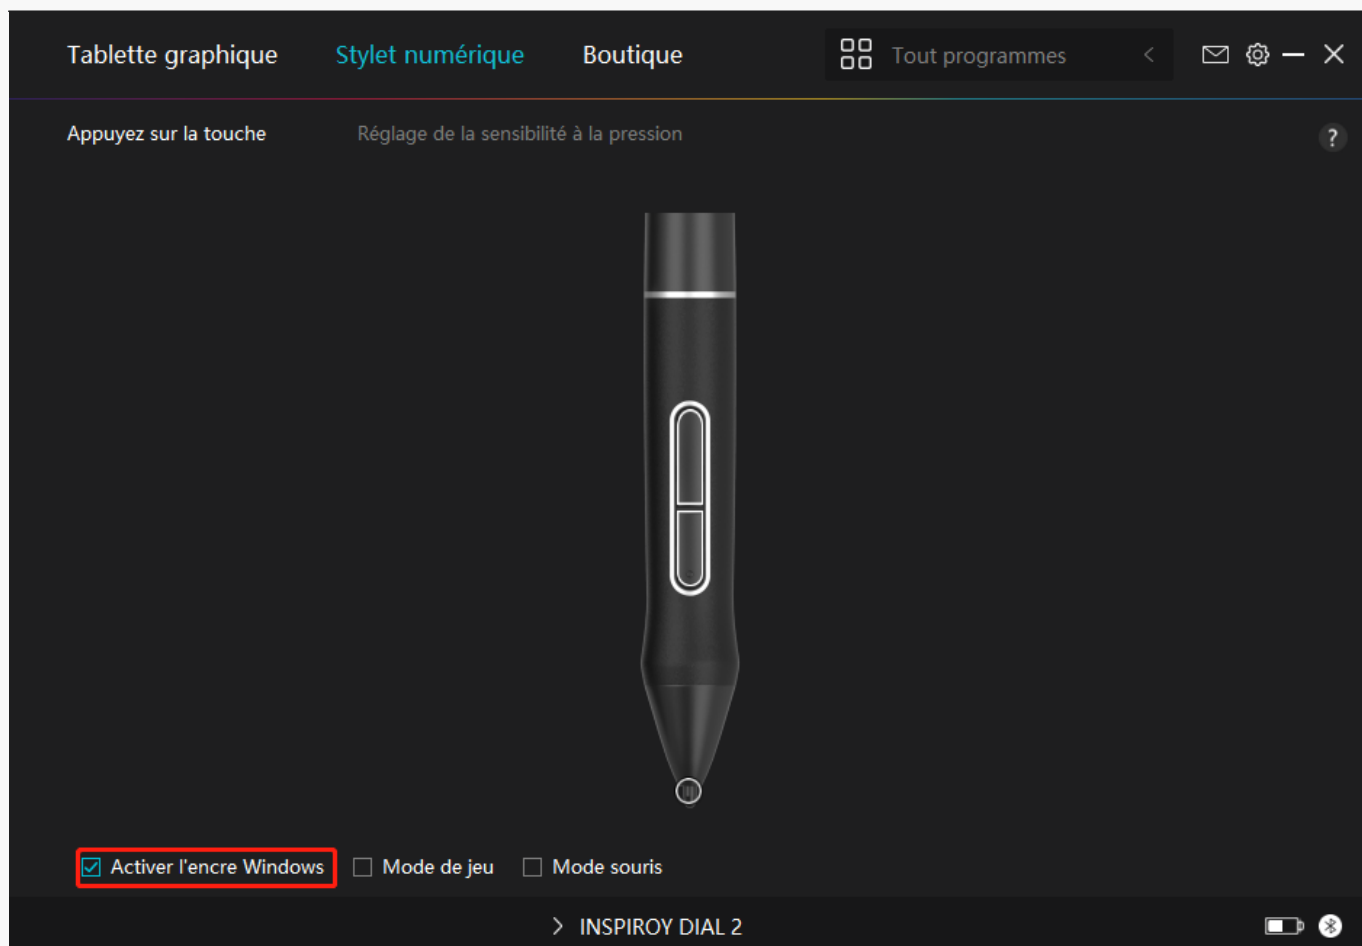 Tablette graphique Stylet numérique Boutique Tout programmes
Appuyez sur la touche Réglage de la sensibilité à la pression ?
Activer l'encre Windows Mode de jeu Mode souris
INSPIROY DIAL 2